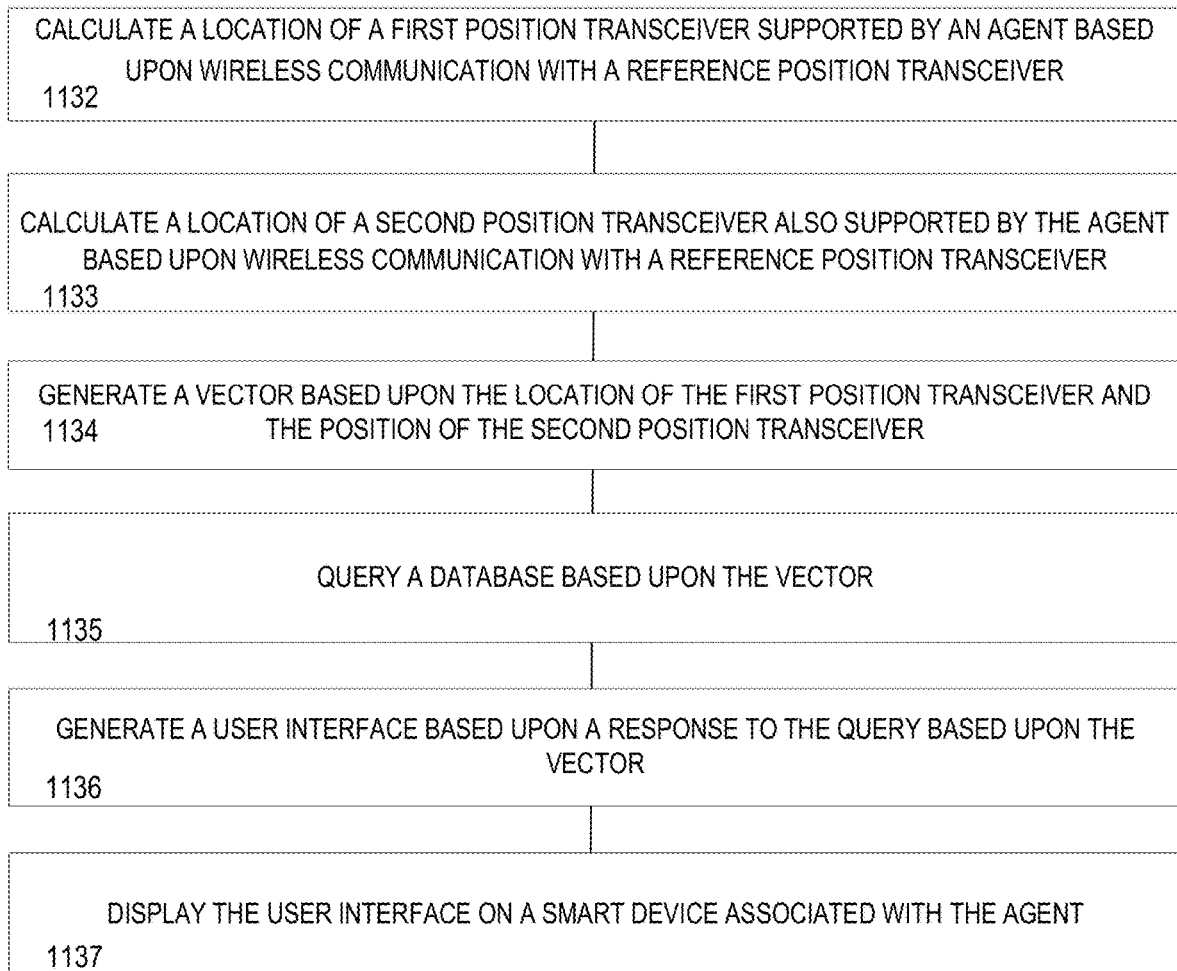 CALCULATE A LOCATION OF A FIRST POSITION TRANSCEIVER SUPPORTED BY AN AGENT BASED
UPON WIRELESS COMMUNICATION WITH A REFERENCE POSITION TRANSCEIVER
1132
CALCULATE A LOCATION OF A SECOND POSITION TRANSCEIVER ALSO SUPPORTED BY THE AGENT
BASED UPON WIRELESS COMMUNICATION WITH A REFERENCE POSITION TRANSCEIVER
1133
GENERATE A VECTOR BASED UPON THE LOCATION OF THE FIRST POSITION TRANSCEIVER AND
1134 THE POSITION OF THE SECOND POSITION TRANSCEIVER
QUERY A DATABASE BASED UPON THE VECTOR
1135
GENERATE A USER INTERFACE BASED UPON A RESPONSE TO THE QUERY BASED UPON THE
VECTOR
1136
DISPLAY THE USER INTERFACE ON A SMART DEVICE ASSOCIATED WITH THE AGENT
1137